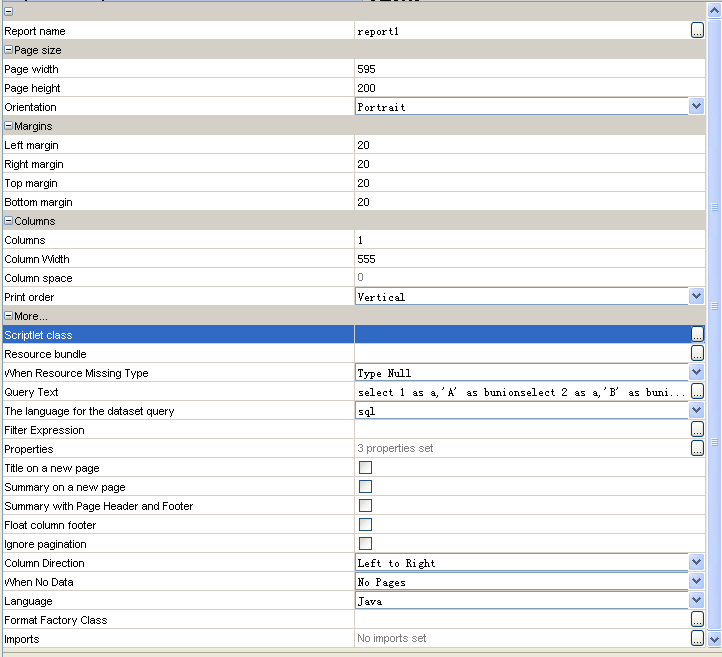 Report name report1 ...
Page size
Page width 595
Page height 200
Orientation Portrait
Margins
Left margin 20
Right margin 20
Top margin 20
Bottom margin 20
Columns
Columns 1
Column Width 555
Column space 0
Print order Vertical
More...
Scriptlet class ...
Resource bundle ...
When Resource Missing Type Type Null
Query Text select 1 as a,'A' as bunionselect 2 as a,'B' as buni... ...
The language for the dataset query sql
Filter Expression ...
Properties 3 properties set ...
Title on a new page
Summary on a new page
Summary with Page Header and Footer
Float column footer
Ignore pagination
Column Direction Left to Right
When No Data No Pages
Language Java
Format Factory Class ...
Imports No imports set ...